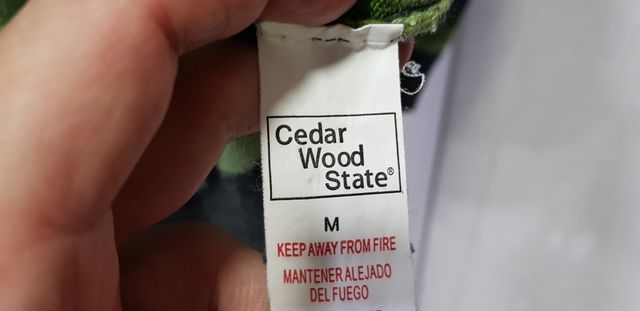 Cedar
Wood
State®
M
KEEP AWAY FROM FIRE
MANTENER ALEJADO
DEL FUEGO